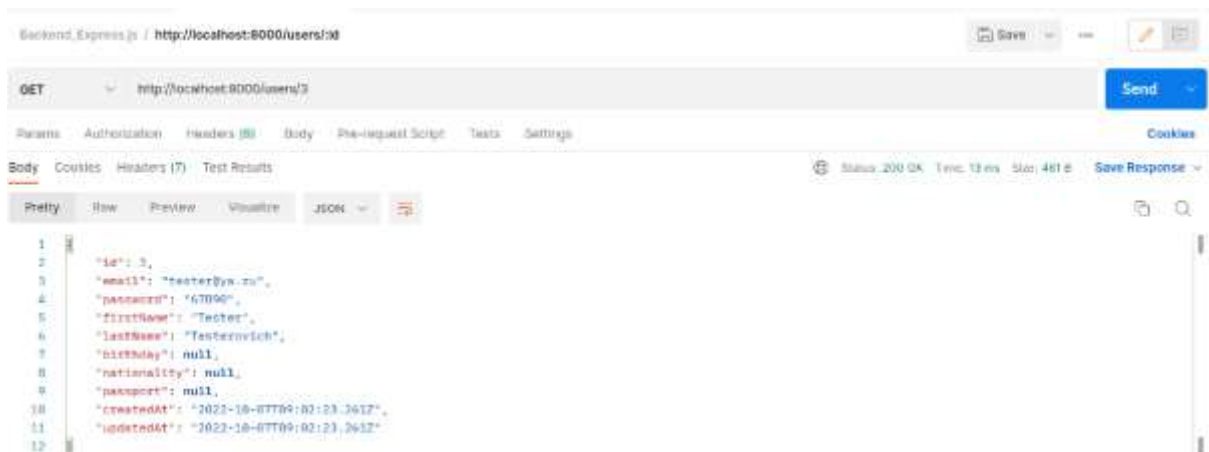 Backend_Express.js / http://localhost:8000/users/:id
Save
GET http://localhost:8000/users/3 Send
Params Authorization Headers (6) Body Pre-request Script Tests Settings Cookies
Body Cookies Headers (7) Test Results Status: 200 OK Time: 13 ms Size: 461 B Save Response
Pretty Raw Preview Visualize JSON
1 {
2 "id": 3,
3 "email": "tester@ya.ru",
4 "password": "67890",
5 "firstName": "Tester",
6 "lastName": "Testerovich",
7 "birthday": null,
8 "nationality": null,
9 "passport": null,
10 "createdAt": "2022-10-07T09:02:23.261Z",
11 "updatedAt": "2022-10-07T09:02:23.261Z"
12 }